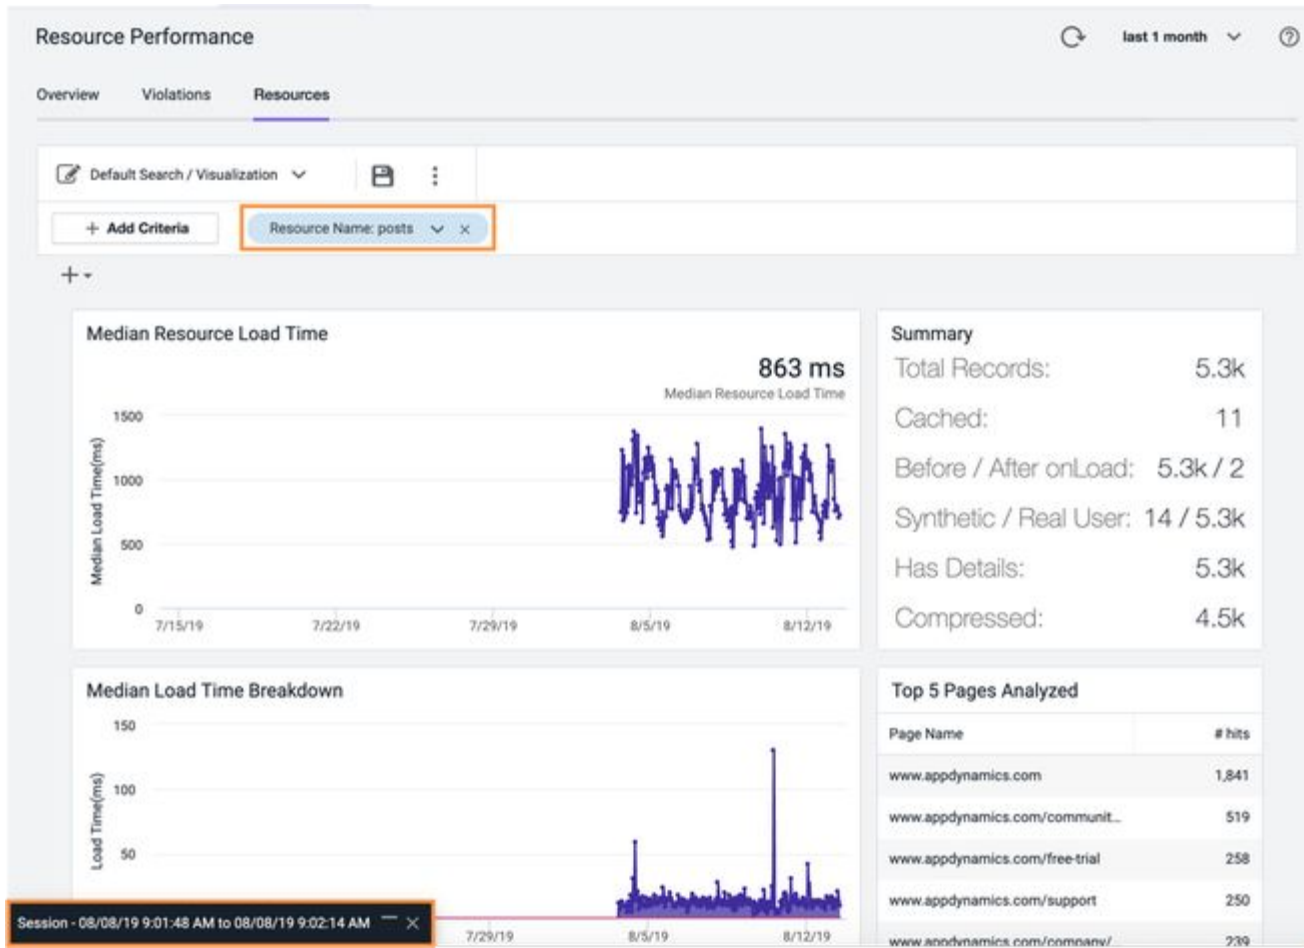 Resource Performance
last 1 month
Overview Violations Resources
Default Search / Visualization
+ Add Criteria
Resource Name: posts
Median Resource Load Time
863 ms
Median Resource Load Time
Median Load Time(ms)
1500
1000
500
0
7/15/19 7/22/19 7/29/19 8/5/19 8/12/19
Summary
Total Records: 5.3k
Cached: 11
Before / After onLoad: 5.3k / 2
Synthetic / Real User: 14 / 5.3k
Has Details: 5.3k
Compressed: 4.5k
Median Load Time Breakdown
Load Time(ms)
150
100
50
7/29/19 8/5/19 8/12/19
Top 5 Pages Analyzed
Page Name # hits
www.appdynamics.com 1,841
www.appdynamics.com/communit... 519
www.appdynamics.com/free-trial 258
www.appdynamics.com/support 250
www.appdynamics.com/company/ 239
Session - 08/08/19 9:01:48 AM to 08/08/19 9:02:14 AM